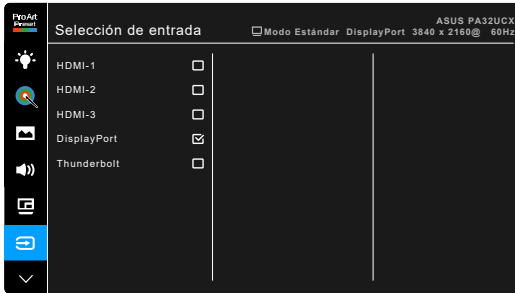 ProArt
Preset
Selección de entrada
ASUS PA32UCX
Modo Estándar DisplayPort 3840 x 2160@ 60Hz
HDMI-1
HDMI-2
HDMI-3
DisplayPort
Thunderbolt